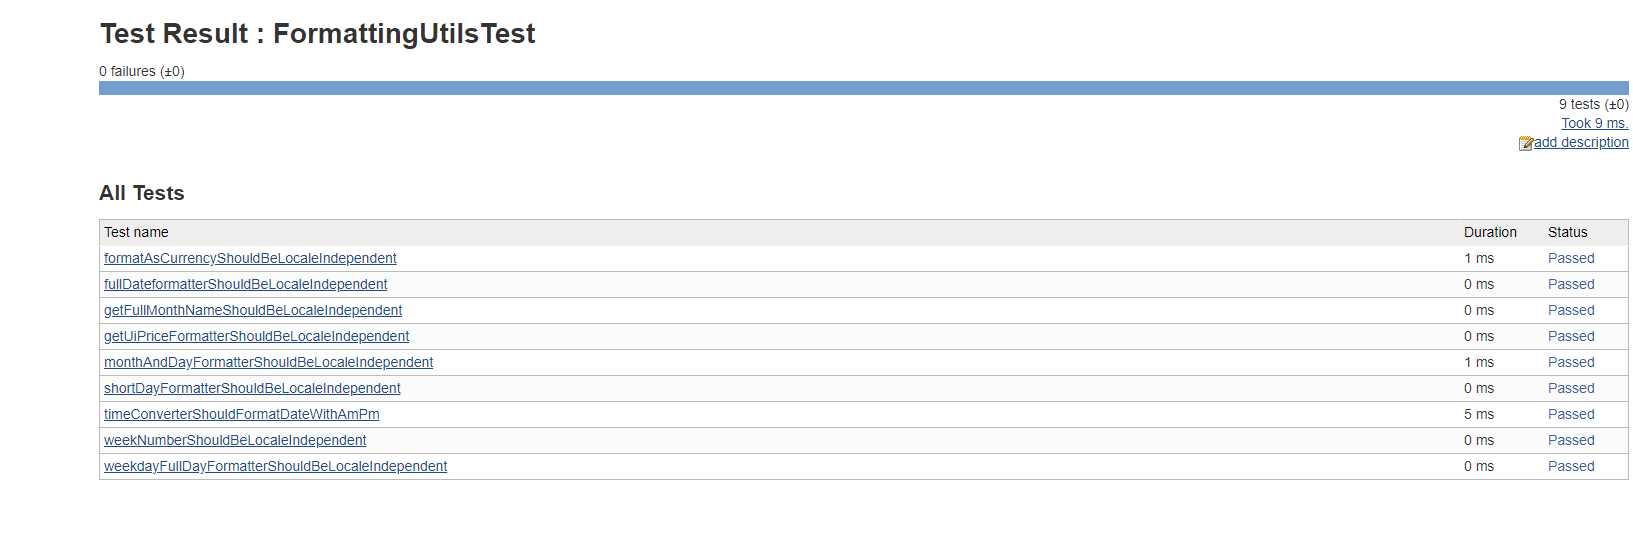 Test Result : FormattingUtilsTest
0 failures (±0)
9 tests (±0)
Took 9 ms.
add description
All Tests
Test name Duration Status
formatAsCurrencyShouldBeLocaleIndependent 1 ms Passed
fullDateformatterShouldBeLocaleIndependent 0 ms Passed
getFullMonthNameShouldBeLocaleIndependent 0 ms Passed
getUiPriceFormatterShouldBeLocaleIndependent 0 ms Passed
monthAndDayFormatterShouldBeLocaleIndependent 1 ms Passed
shortDayFormatterShouldBeLocaleIndependent 0 ms Passed
timeConverterShouldFormatDateWithAmPm 5 ms Passed
weekNumberShouldBeLocaleIndependent 0 ms Passed
weekdayFullDayFormatterShouldBeLocaleIndependent 0 ms Passed